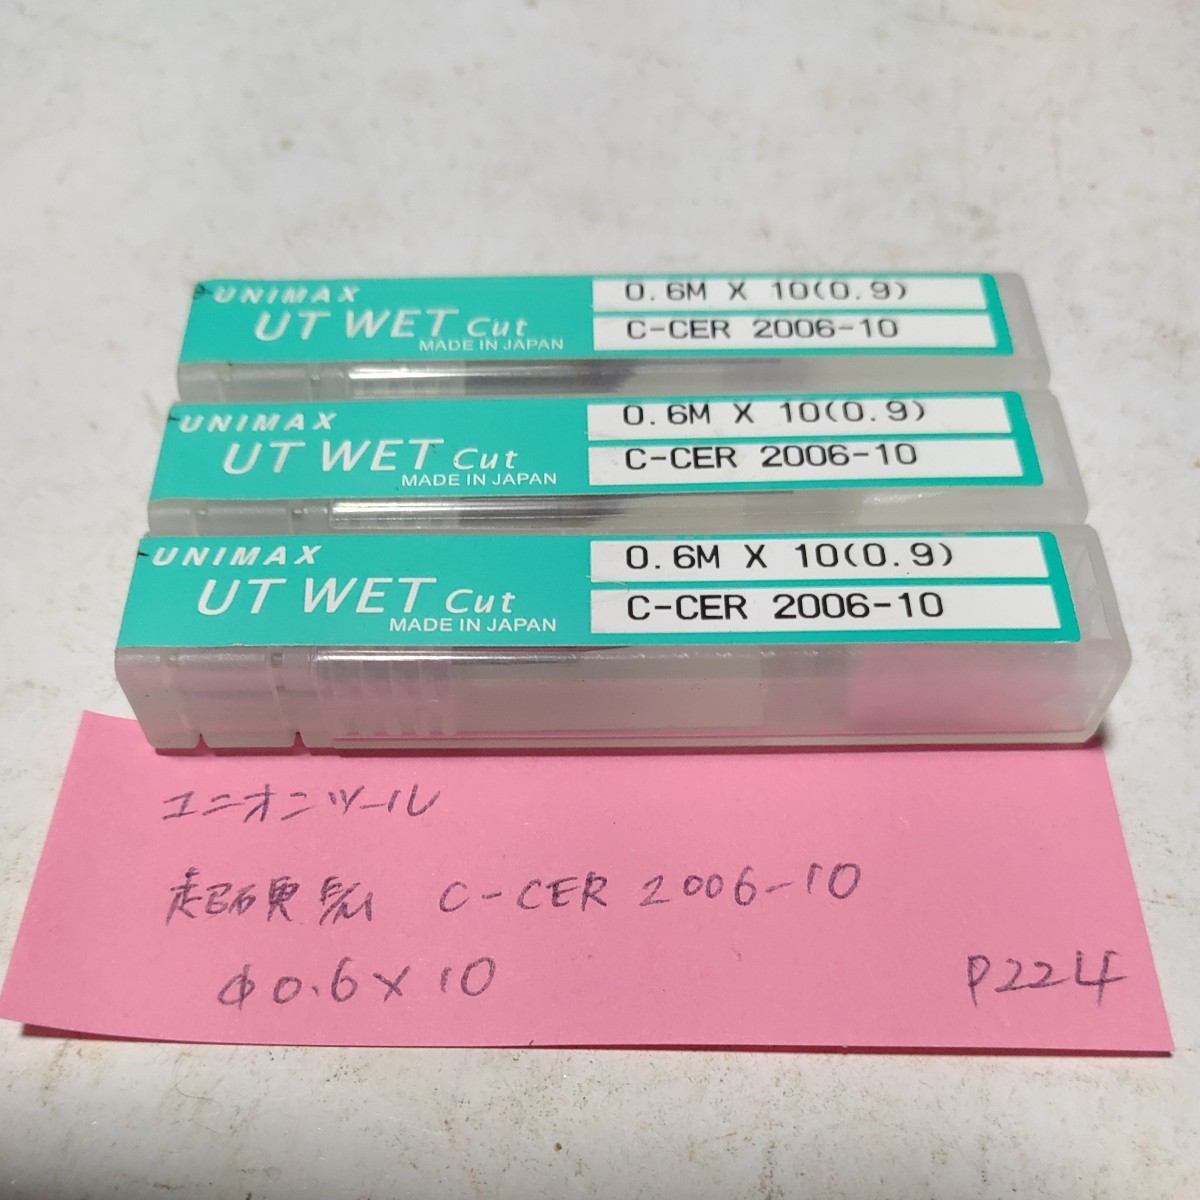 UNIMAX
UT WET Cut
MADE IN JAPAN
0.6M X 10(0.9)
C-CER 2006-10
UNIMAX
UT WET Cut
MADE IN JAPAN
0.6M X 10(0.9)
C-CER 2006-10
UNIMAX
UT WET Cut
MADE IN JAPAN
0.6M X 10(0.9)
C-CER 2006-10
ユニオンツール
超硬 C-CER 2006-10
φ0.6×10
P224